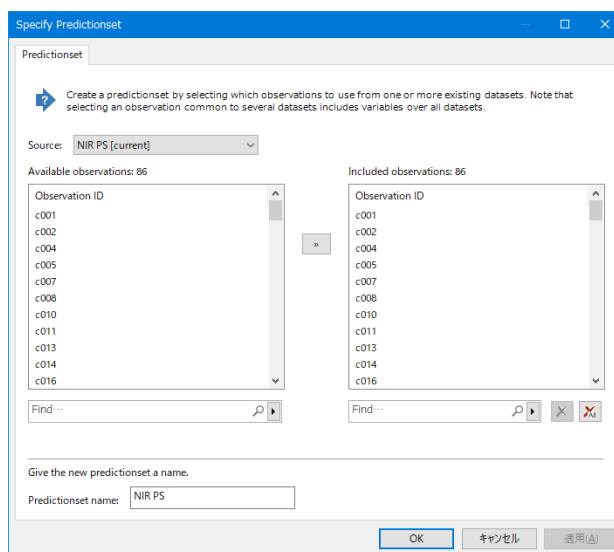 Specify Predictionset
Predictionset
Create a predictionset by selecting which observations to use from one or more existing datasets. Note that
selecting an observation common to several datasets includes variables over all datasets.
Source: NIR PS [current]
Available observations: 86
Observation ID
c001
c002
c004
c005
c007
c008
c010
c011
c013
c014
c016
Find…
»
Included observations: 86
Observation ID
c001
c002
c004
c005
c007
c008
c010
c011
c013
c014
c016
Find…
All
Give the new predictionset a name.
Predictionset name: NIR PS
OK キャンセル 適用(A)